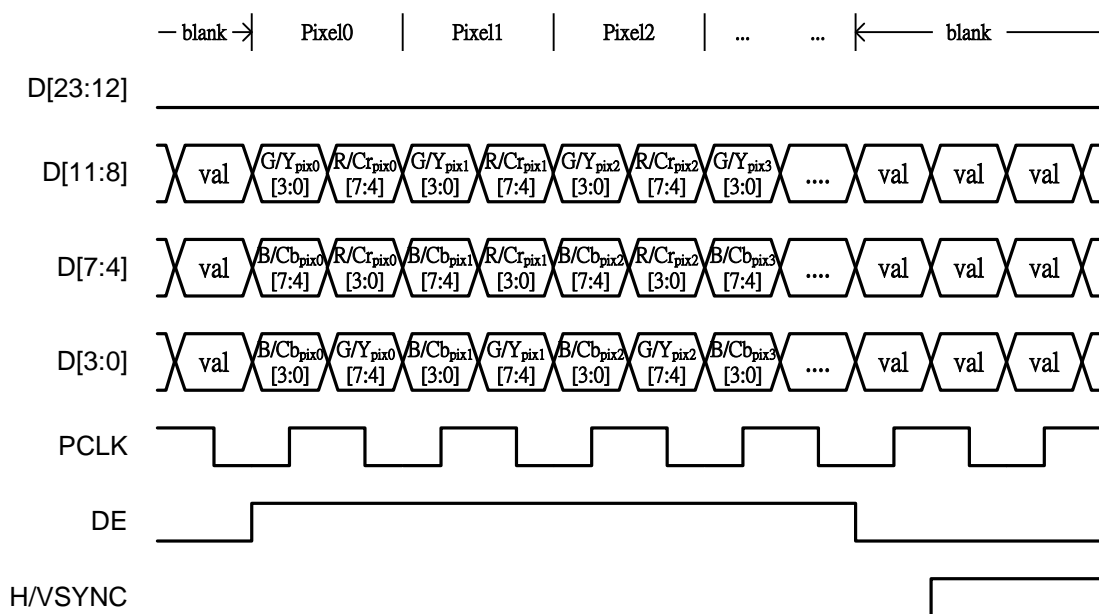 blank Pixel0 Pixel1 Pixel2 ... ... blank
D[23:12]
G/Ypix0 R/Crpix0 G/Ypix1 R/Crpix1 G/Ypix2 R/Crpix2 G/Ypix3
D[11:8] val [3:0] [7:4] [3:0] [7:4] [3:0] [7:4] [3:0] .... val val val
B/Cbpix0 R/Crpix0 B/Cbpix1 R/Crpix1 B/Cbpix2 R/Crpix2 B/Cbpix3
D[7:4] val [7:4] [3:0] [7:4] [3:0] [7:4] [3:0] [7:4] .... val val val
B/Cbpix0 G/Ypix0 B/Cbpix1 G/Ypix1 B/Cbpix2 G/Ypix2 B/Cbpix3
D[3:0] val [3:0] [7:4] [3:0] [7:4] [3:0] [7:4] [3:0] .... val val val
PCLK
DE
H/VSYNC